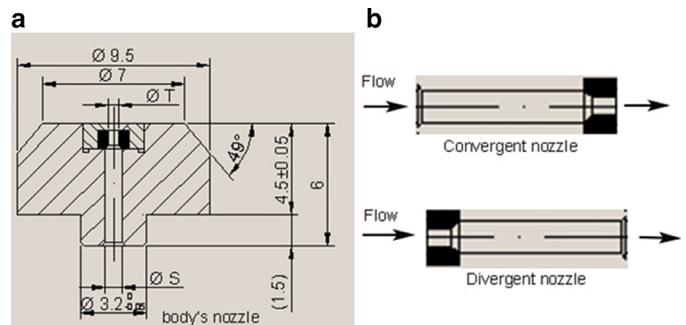 a
b
Ø 9.5
Ø 7
Ø T
49°
4.5±0.05
6
(1.5)
Ø S
Ø 3.2
body's nozzle
Flow
Convergent nozzle
Flow
Divergent nozzle